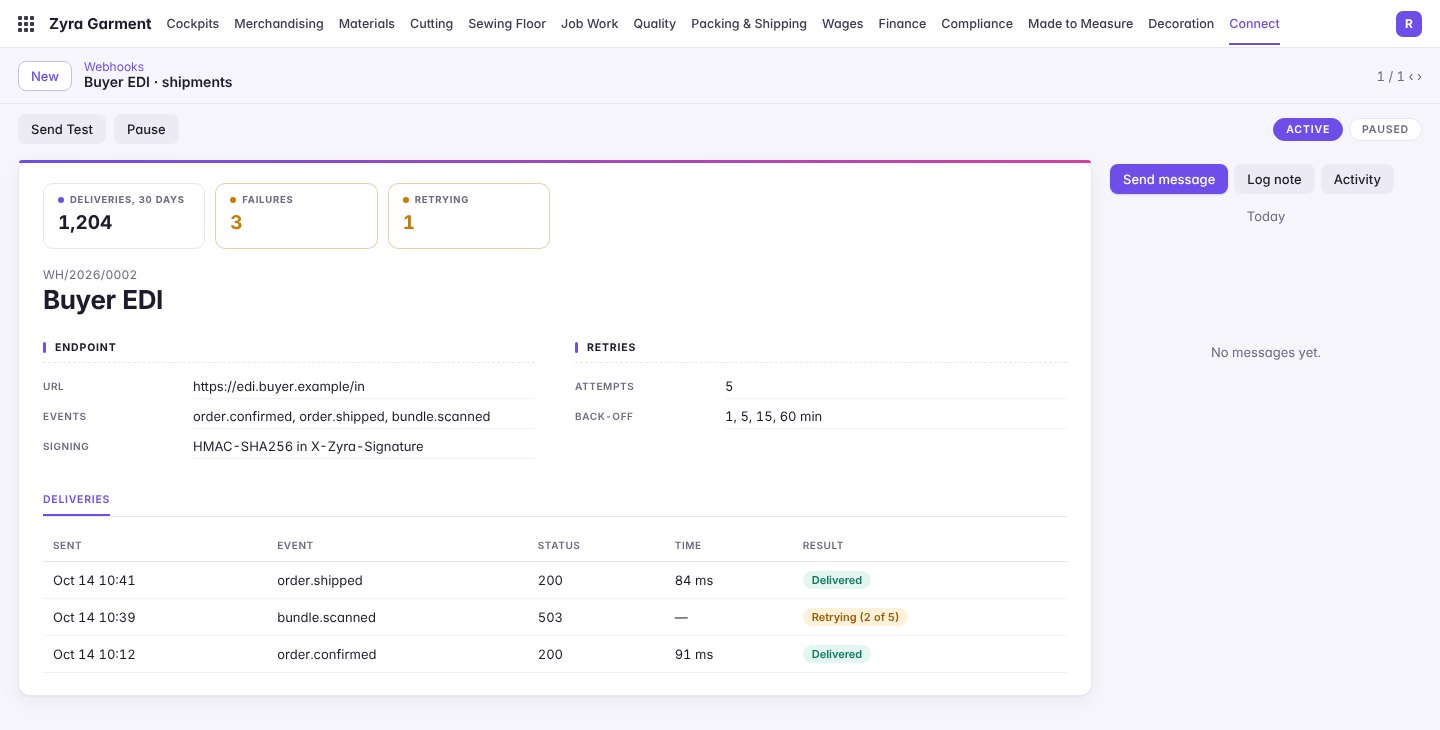 Zyra Garment Cockpits Merchandising Materials Cutting Sewing Floor Job Work Quality Packing & Shipping Wages Finance Compliance Made to Measure Decoration Connect R
New
Webhooks
Buyer EDI · shipments
1 / 1 ‹ ›
Send Test Pause
ACTIVE PAUSED
DELIVERIES, 30 DAYS
1,204
FAILURES
3
RETRYING
1
WH/2026/0002
Buyer EDI
ENDPOINT
URL https://edi.buyer.example/in
EVENTS order.confirmed, order.shipped, bundle.scanned
SIGNING HMAC-SHA256 in X-Zyra-Signature
RETRIES
ATTEMPTS 5
BACK-OFF 1, 5, 15, 60 min
DELIVERIES
SENT EVENT STATUS TIME RESULT
Oct 14 10:41 order.shipped 200 84 ms Delivered
Oct 14 10:39 bundle.scanned 503 — Retrying (2 of 5)
Oct 14 10:12 order.confirmed 200 91 ms Delivered
Send message Log note Activity
Today
No messages yet.